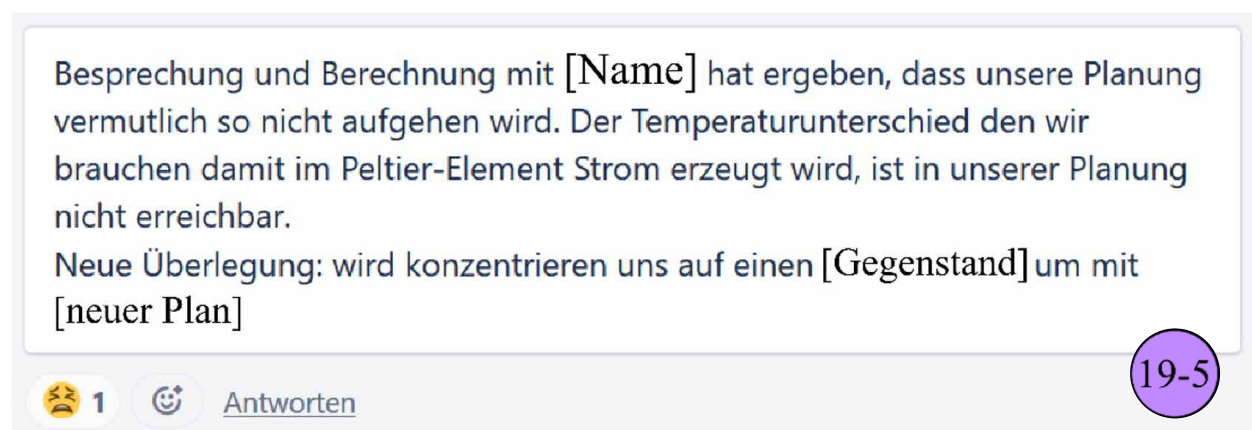 Besprechung und Berechnung mit [Name] hat ergeben, dass unsere Planung
vermutlich so nicht aufgehen wird. Der Temperaturunterschied den wir
brauchen damit im Peltier-Element Strom erzeugt wird, ist in unserer Planung
nicht erreichbar.
Neue Überlegung: wird konzentrieren uns auf einen [Gegenstand] um mit
[neuer Plan]
19-5
1 Antworten